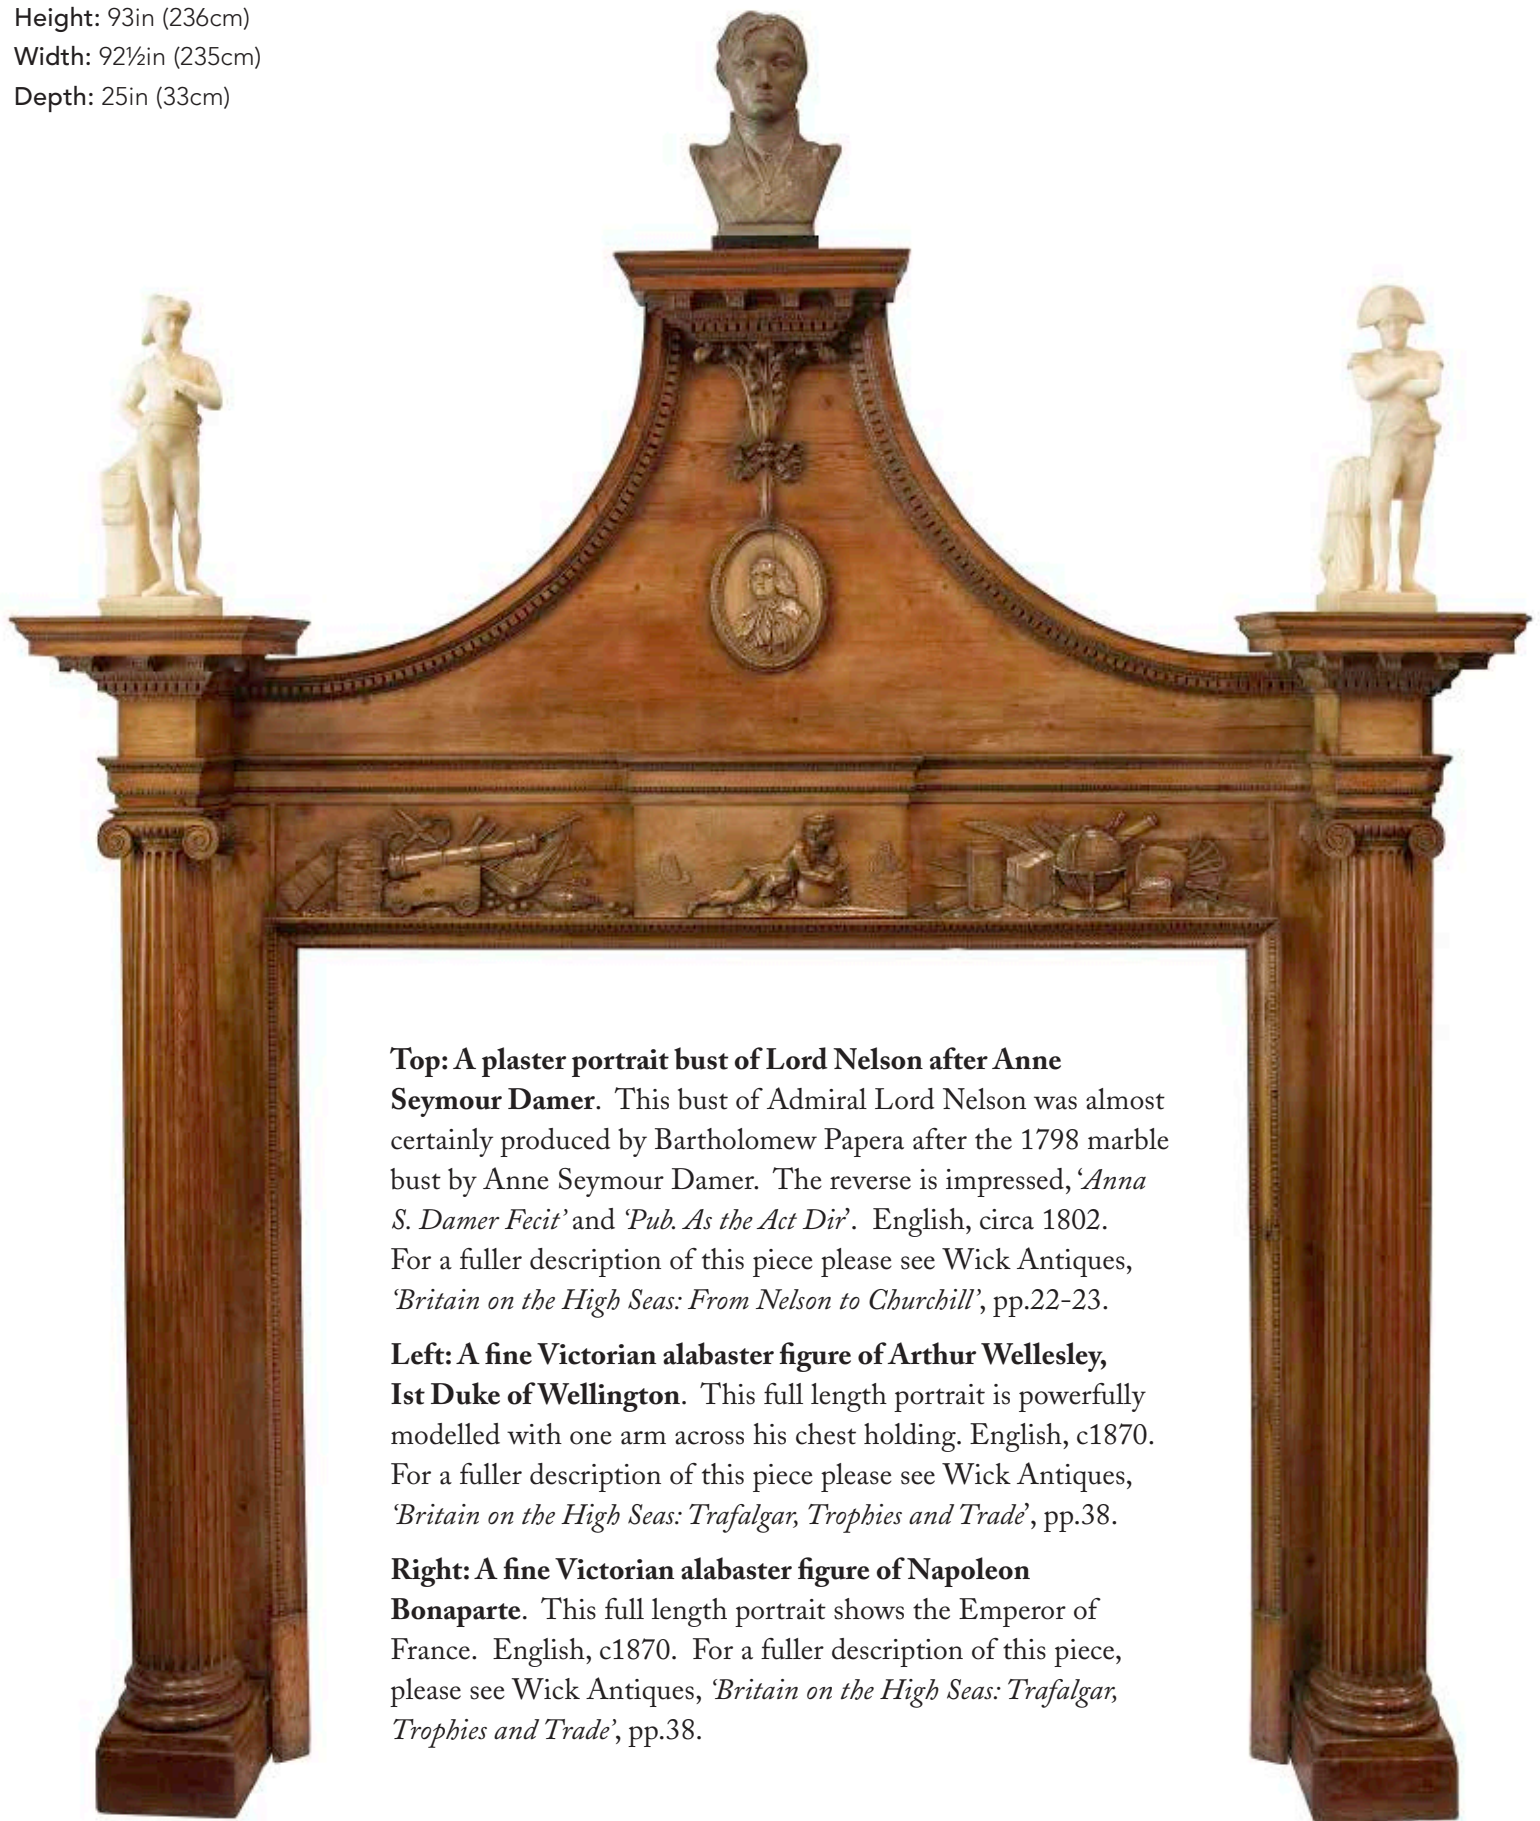 Height: 93in (236cm)
Width: 92½in (235cm)
Depth: 25in (33cm)
Top: A plaster portrait bust of Lord Nelson after Anne
Seymour Damer.  This bust of Admiral Lord Nelson was almost
certainly produced by Bartholomew Papera after the 1798 marble
bust by Anne Seymour Damer.  The reverse is impressed, ‘Anna
S. Damer Fecit’ and ‘Pub. As the Act Dir’.  English, circa 1802.
For a fuller description of this piece please see Wick Antiques,
‘Britain on the High Seas: From Nelson to Churchill’, pp.22-23.
Left: A fine Victorian alabaster figure of Arthur Wellesley,
Ist Duke of Wellington.  This full length portrait is powerfully
modelled with one arm across his chest holding. English, c1870.
For a fuller description of this piece please see Wick Antiques,
‘Britain on the High Seas: Trafalgar, Trophies and Trade’, pp.38.
Right: A fine Victorian alabaster figure of Napoleon
Bonaparte.  This full length portrait shows the Emperor of
France.  English, c1870.  For a fuller description of this piece,
please see Wick Antiques, ‘Britain on the High Seas: Trafalgar,
Trophies and Trade’, pp.38.